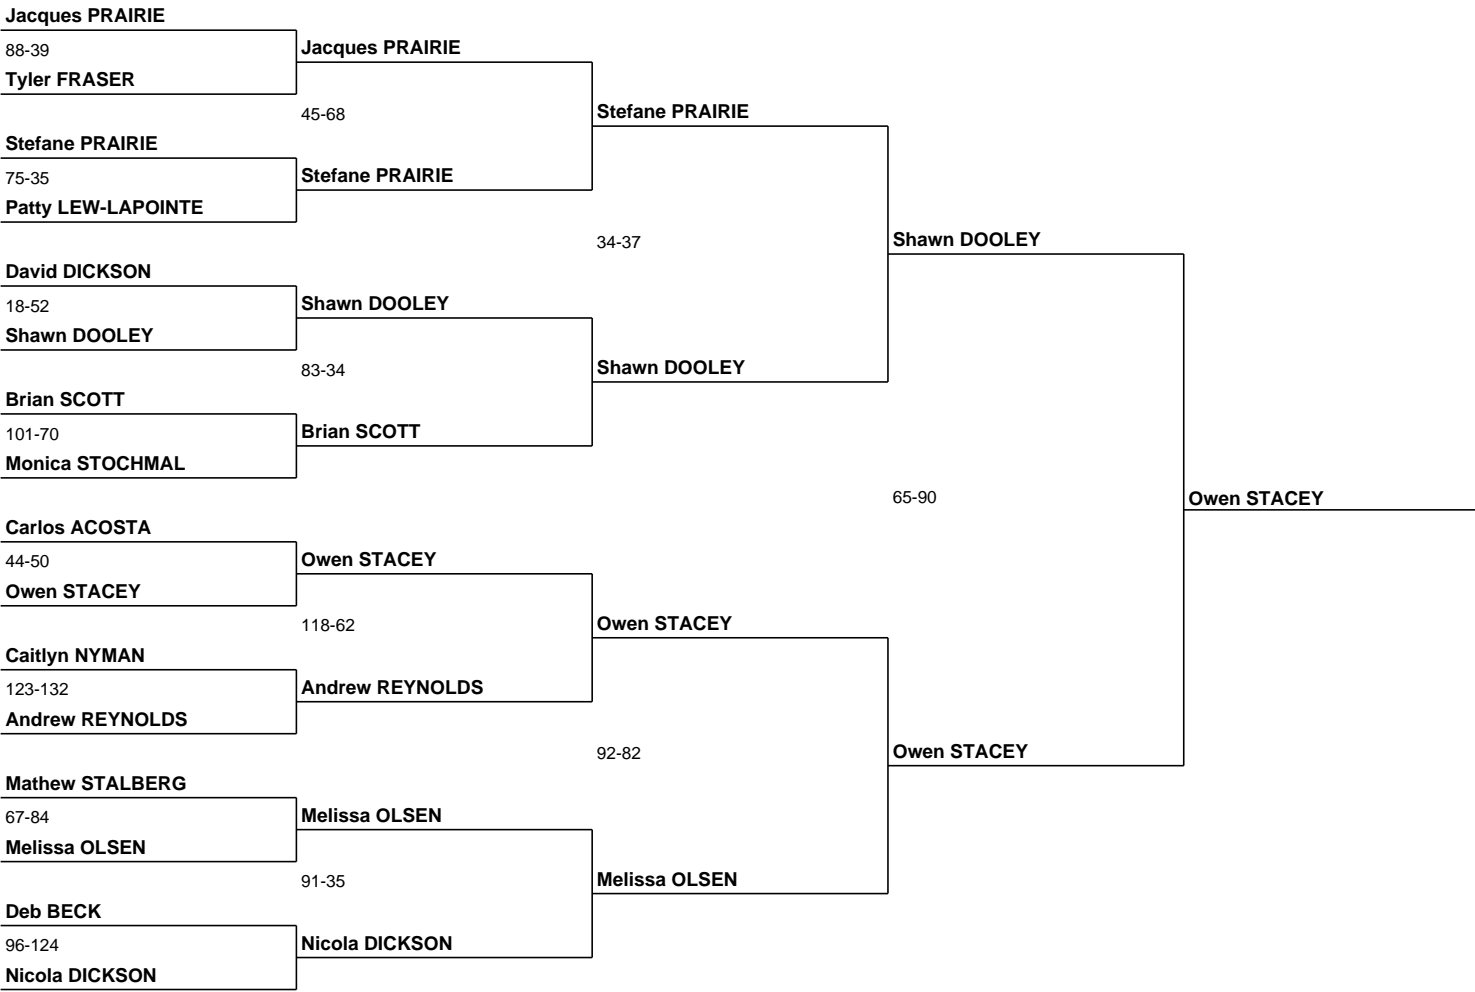 Jacques PRAIRIE
88-39
Tyler FRASER
Stefane PRAIRIE
75-35
Patty LEW-LAPOINTE
David DICKSON
18-52
Shawn DOOLEY
Brian SCOTT
101-70
Monica STOCHMAL
Carlos ACOSTA
44-50
Owen STACEY
Caitlyn NYMAN
123-132
Andrew REYNOLDS
Mathew STALBERG
67-84
Melissa OLSEN
Deb BECK
96-124
Nicola DICKSON
Jacques PRAIRIE
45-68
Stefane PRAIRIE
Shawn DOOLEY
83-34
Brian SCOTT
Owen STACEY
118-62
Andrew REYNOLDS
Melissa OLSEN
91-35
Nicola DICKSON
Stefane PRAIRIE
34-37
Shawn DOOLEY
Owen STACEY
92-82
Melissa OLSEN
Shawn DOOLEY
65-90
Owen STACEY
Owen STACEY